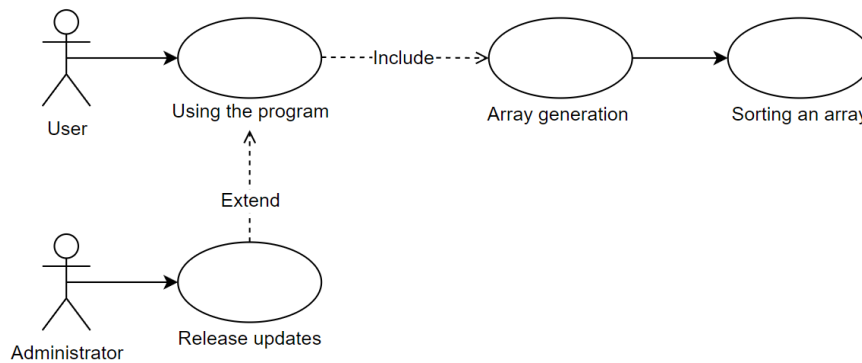 Include
User
Using the program
Array generation
Sorting an array
Extend
Administrator
Release updates